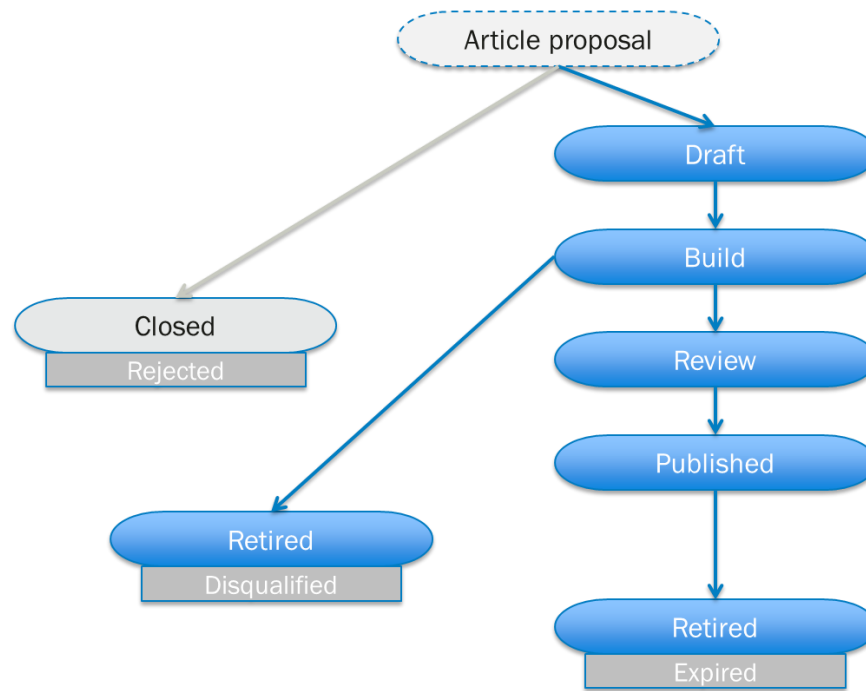 Article proposal
Draft
Build
Closed
Rejected
Review
Published
Retired
Disqualified
Retired
Expired